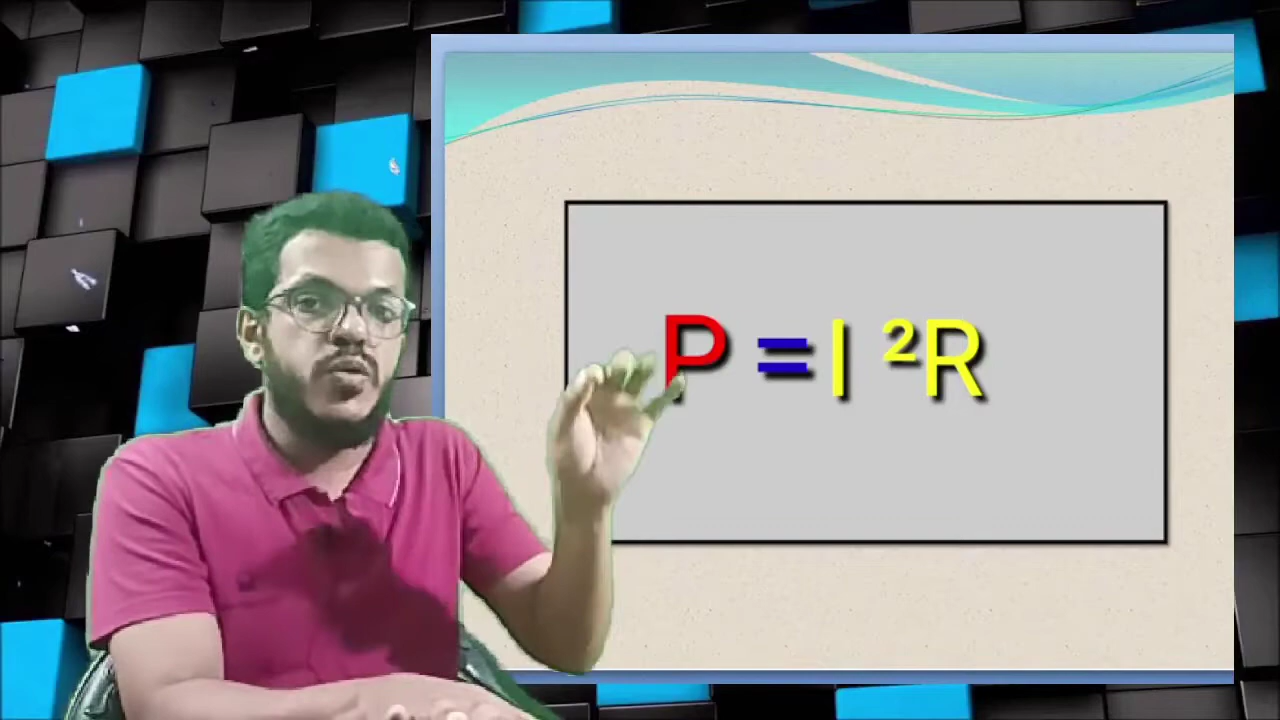 P = I ²R